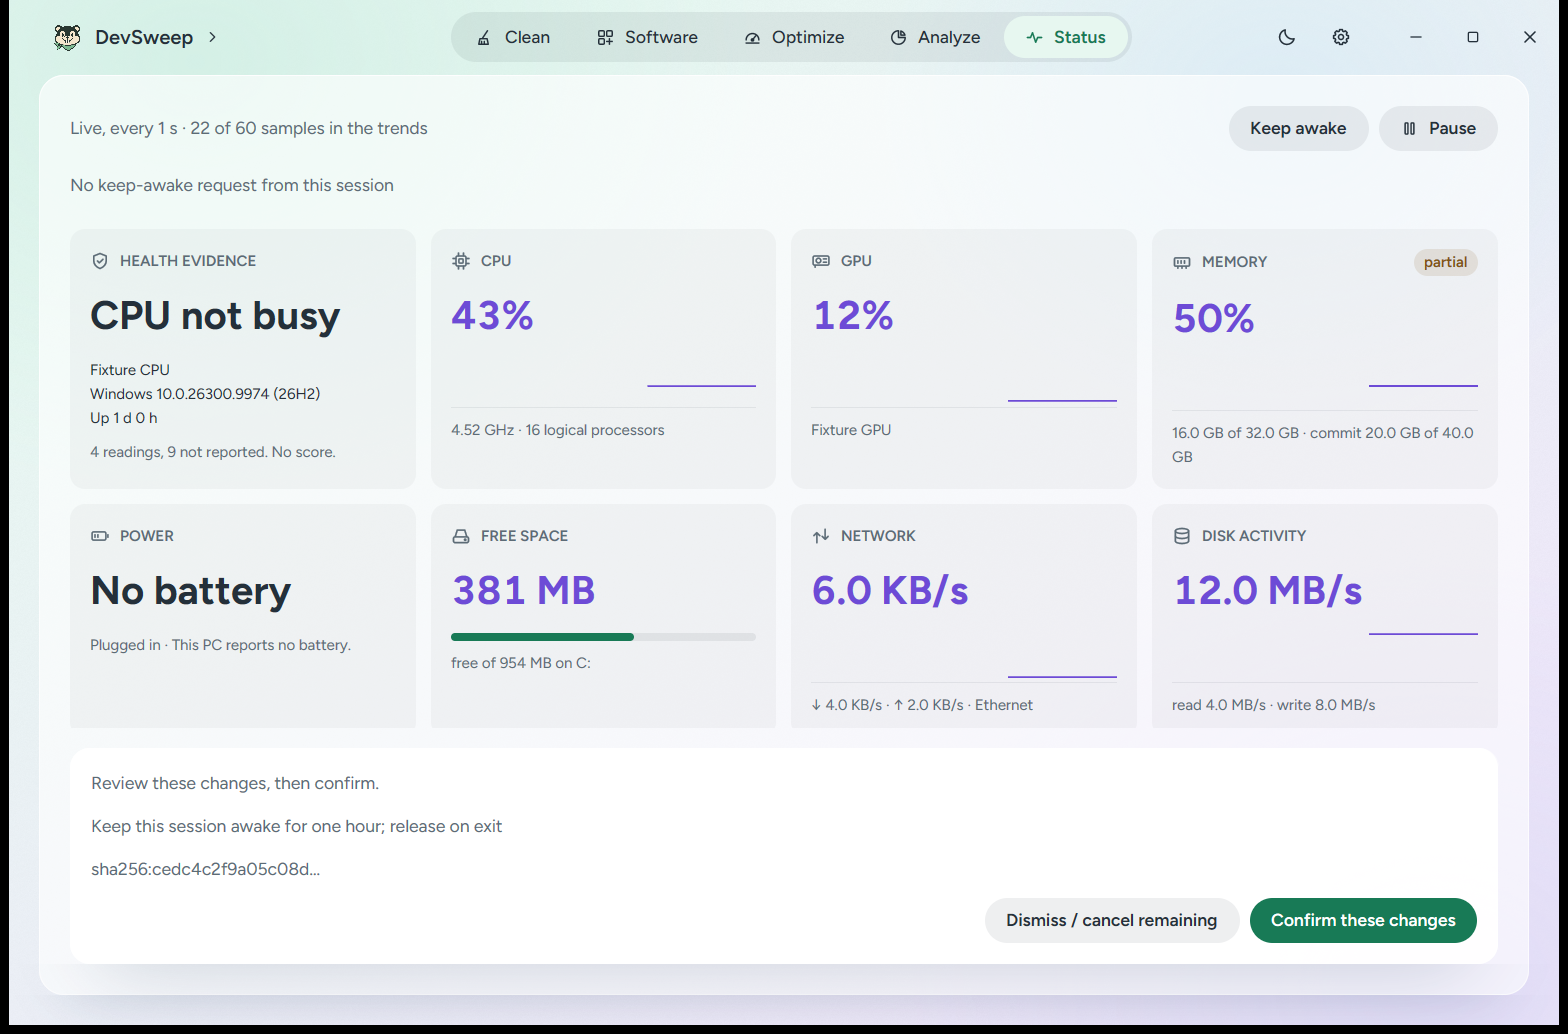 DevSweep
Clean
Software
Optimize
Analyze
Status
Live, every 1 s · 22 of 60 samples in the trends
Keep awake
Pause
No keep-awake request from this session
HEALTH EVIDENCE
CPU not busy
Fixture CPU
Windows 10.0.26300.9974 (26H2)
Up 1 d 0 h
4 readings, 9 not reported. No score.
CPU
43%
4.52 GHz · 16 logical processors
GPU
12%
Fixture GPU
MEMORY
partial
50%
16.0 GB of 32.0 GB · commit 20.0 GB of 40.0
GB
POWER
No battery
Plugged in · This PC reports no battery.
FREE SPACE
381 MB
free of 954 MB on C:
NETWORK
6.0 KB/s
↓ 4.0 KB/s · ↑ 2.0 KB/s · Ethernet
DISK ACTIVITY
12.0 MB/s
read 4.0 MB/s · write 8.0 MB/s
Review these changes, then confirm.
Keep this session awake for one hour; release on exit
sha256:cedc4c2f9a05c08d…
Dismiss / cancel remaining
Confirm these changes